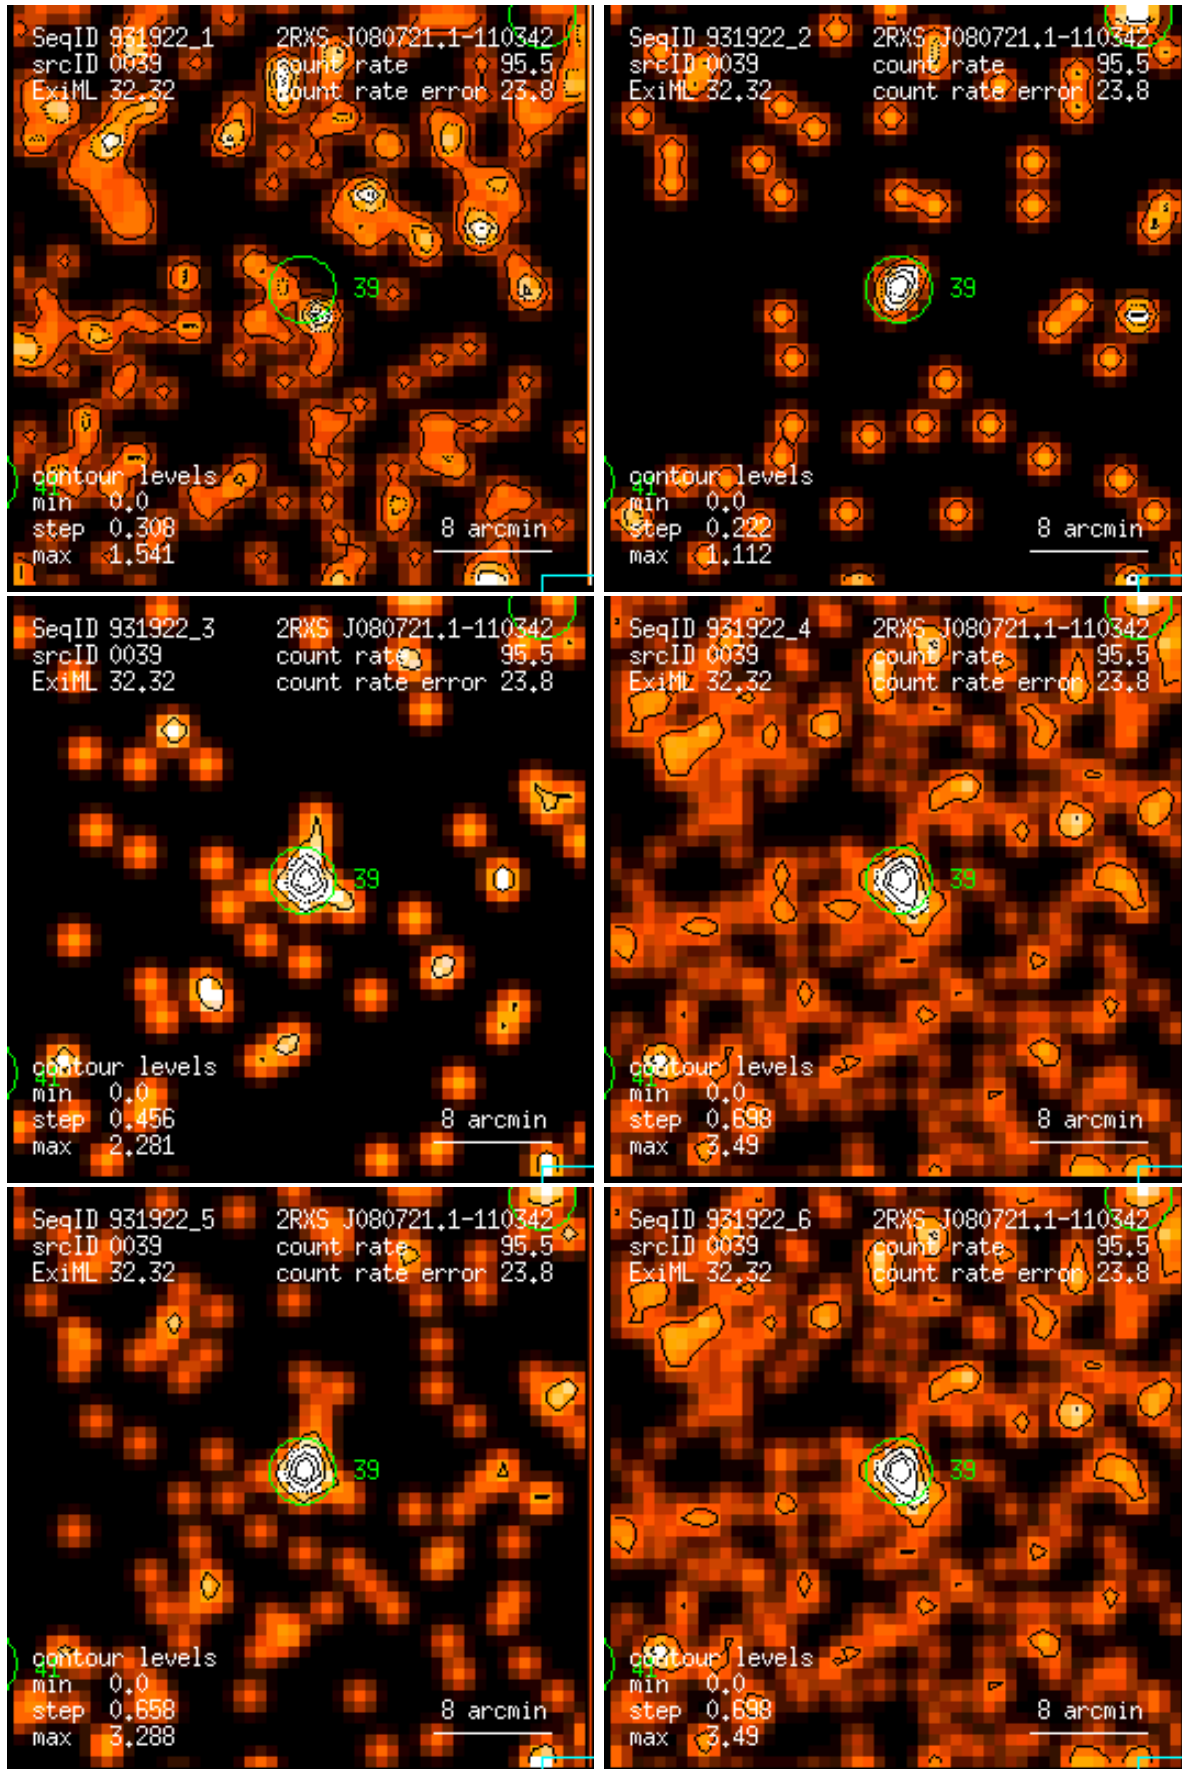 SeqID 931922_1 2RXS J080721.1-110342
srcID 0039 count rate 95.5
ExiML 32.32 count rate error 23.8
39
contour levels
41
min 0.0
step 0.308 8 arcmin
max 1.541
SeqID 931922_2 2RXS J080721.1-110342
srcID 0039 count rate 95.5
ExiML 32.32 count rate error 23.8
39
contour levels
41
min 0.0
step 0.222 8 arcmin
max 1.112
SeqID 931922_3 2RXS J080721.1-110342
srcID 0039 count rate 95.5
ExiML 32.32 count rate error 23.8
39
contour levels
41
min 0.0
step 0.456 8 arcmin
max 2.281
SeqID 931922_4 2RXS J080721.1-110342
srcID 0039 count rate 95.5
ExiML 32.32 count rate error 23.8
39
contour levels
41
min 0.0
step 0.698 8 arcmin
max 3.49
SeqID 931922_5 2RXS J080721.1-110342
srcID 0039 count rate 95.5
ExiML 32.32 count rate error 23.8
39
contour levels
41
min 0.0
step 0.658 8 arcmin
max 3.288
SeqID 931922_6 2RXS J080721.1-110342
srcID 0039 count rate 95.5
ExiML 32.32 count rate error 23.8
39
contour levels
41
min 0.0
step 0.698 8 arcmin
max 3.49